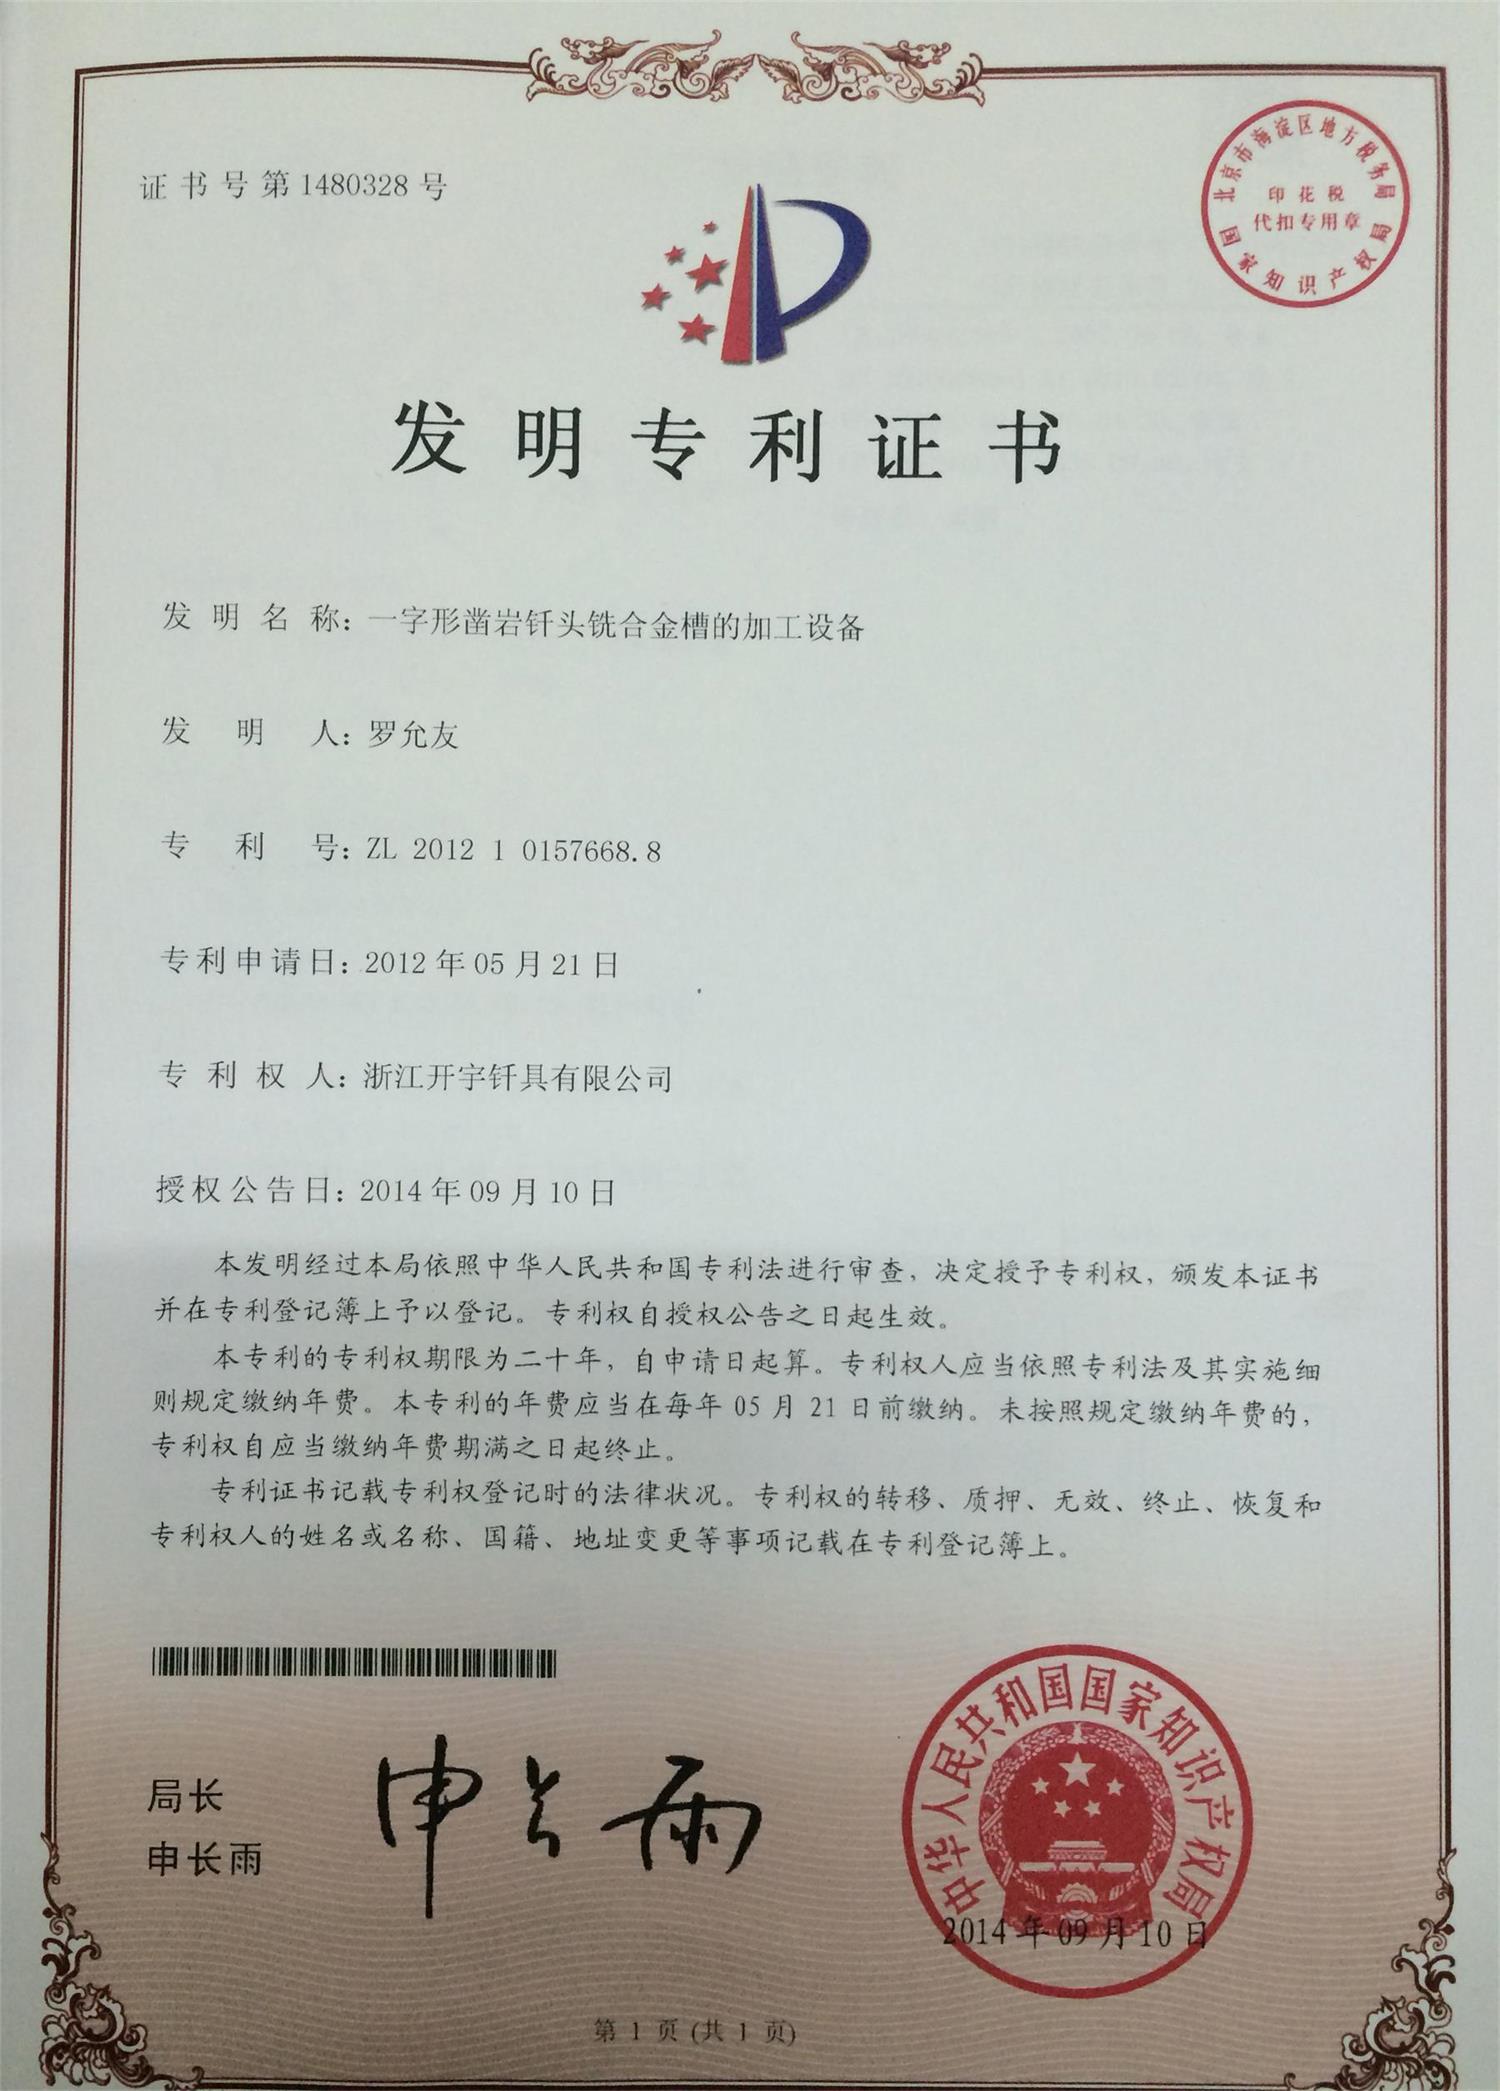 证书号第1480328号
北京市海淀区地方税务局
印花税
代扣专用章
国家知识产权局
发明专利证书
发明名称：一字形凿岩钎头铣合金槽的加工设备
发明人：罗允友
专利号：ZL 2012 1 0157668.8
专利申请日：2012年05月21日
专利权人：浙江开宇钎具有限公司
授权公告日：2014年09月10日
本发明经过本局依照中华人民共和国专利法进行审查，决定授予专利权，颁发本证书
并在专利登记簿上予以登记。专利权自授权公告之日起生效。
本专利的专利权期限为二十年，自申请日起算。专利权人应当依照专利法及其实施细
则规定缴纳年费。本专利的年费应当在每年05月21日前缴纳。未按照规定缴纳年费的，
专利权自应当缴纳年费期满之日起终止。
专利证书记载专利权登记时的法律状况。专利权的转移、质押、无效、终止、恢复和
专利权人的姓名或名称、国籍、地址变更等事项记载在专利登记簿上。
局长
申长雨
申长雨
中华人民共和国国家知识产权局
2014年09月10日
第1页(共1页)